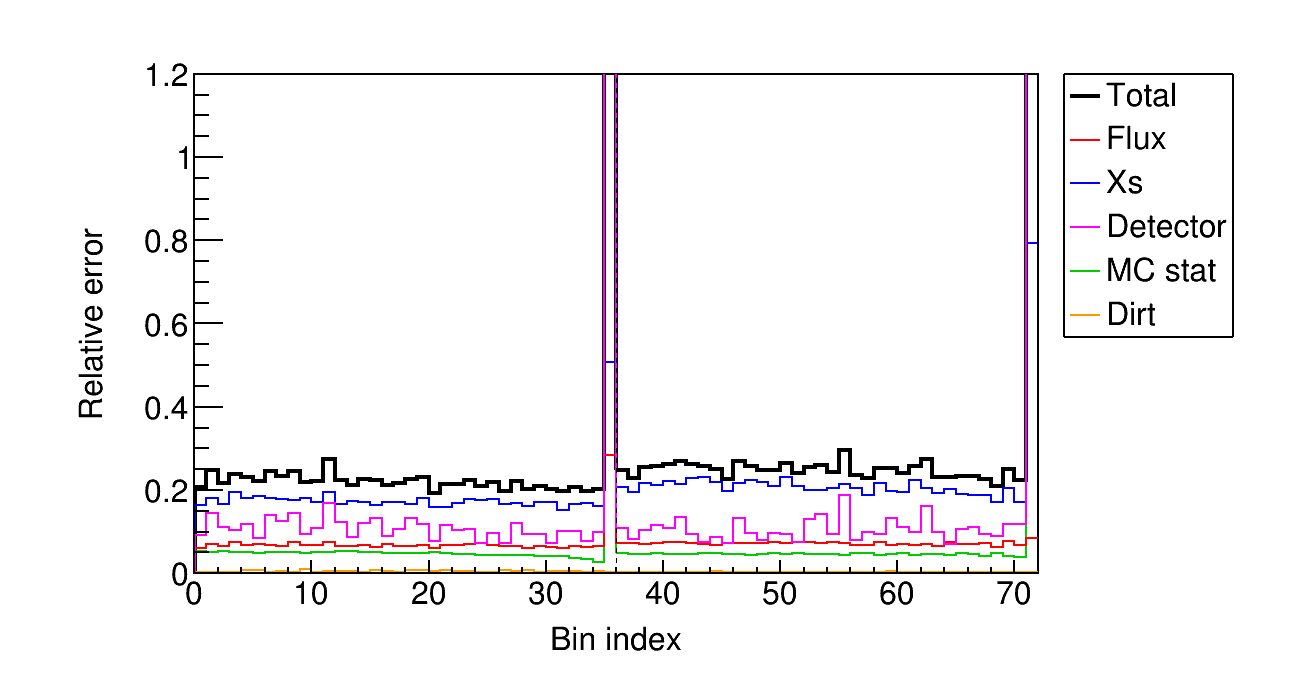 1.2
1
0.8
0.6
0.4
0.2
0
Relative error
0 10 20 30 40 50 60 70
Bin index
Total
Flux
Xs
Detector
MC stat
Dirt